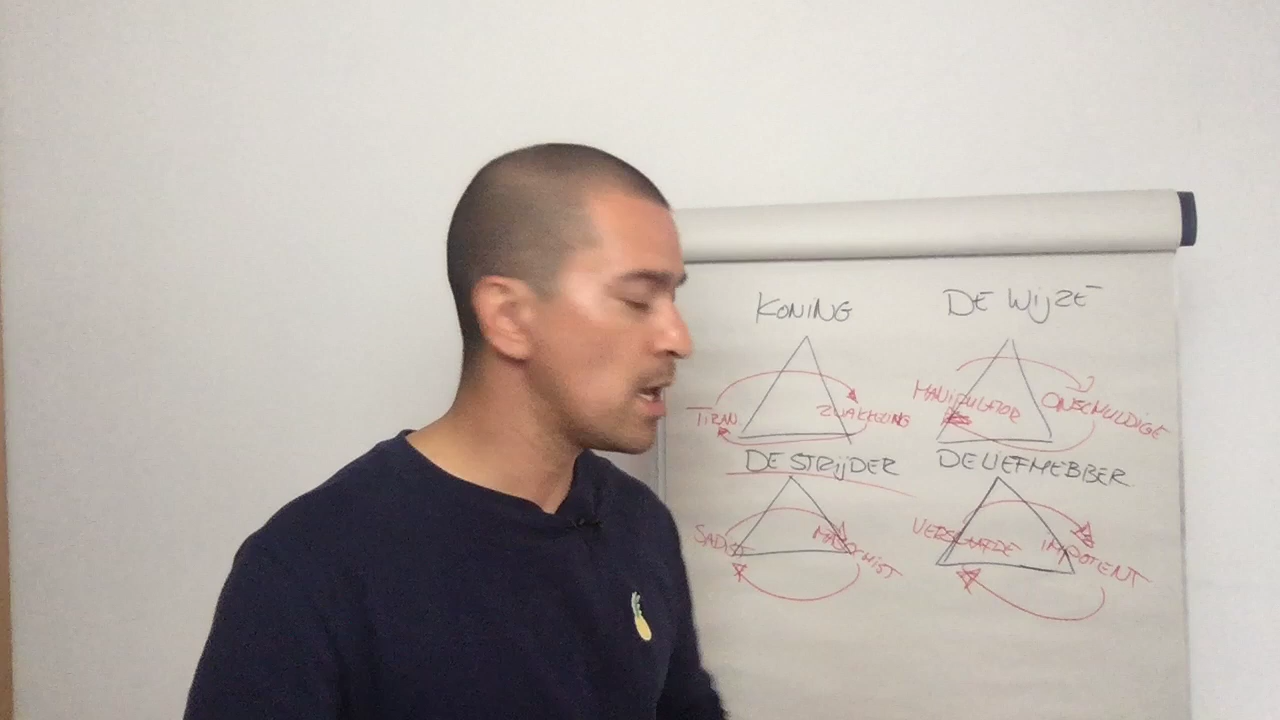 KONING
DE WIJZE
TIRAN
ZWAKKELING
MANIPULATOR
ONSCHULDIGE
DE STRIJDER
DE LIEFHEBBER
SADIST
MASOCHIST
VERSLAAFDE
IMPOTENT